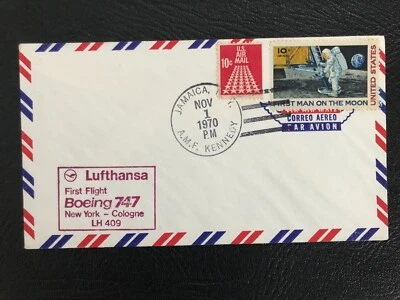 U.S.
AIR
MAIL
10c
10c
UNITED STATES
FIRST MAN ON THE MOON
JAMAICA, N.Y.
NOV
1
1970
PM
A.M.F. KENNEDY
CORREO AEREO
PAR AVION
Lufthansa
First Flight
Boeing 747
New York - Cologne
LH 409